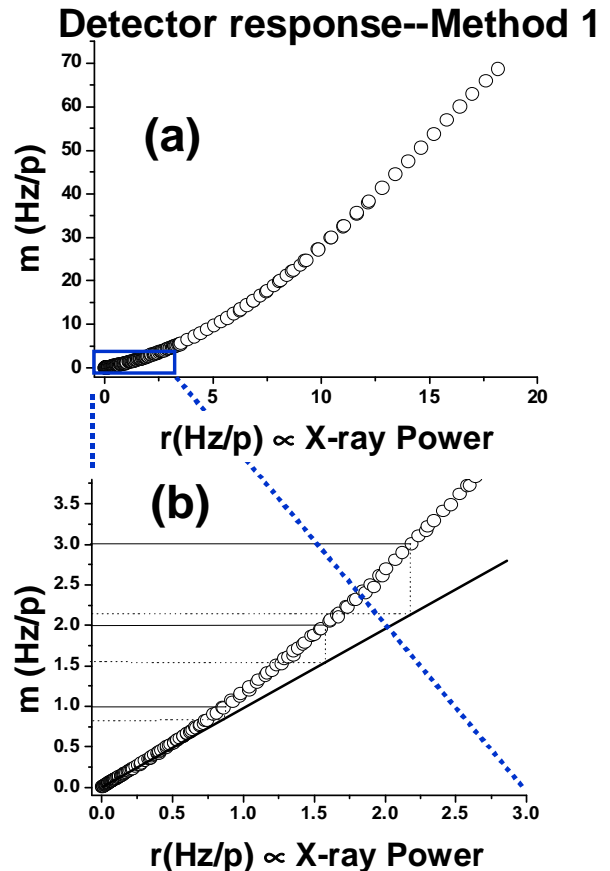 Detector response--Method 1
70
60
50
40
30
20
10
0
m (Hz/p)
(a)
0 5 10 15 20
r(Hz/p) ∝ X-ray Power
3.5
3.0
2.5
2.0
1.5
1.0
0.5
0.0
m (Hz/p)
(b)
0.0 0.5 1.0 1.5 2.0 2.5 3.0
r(Hz/p) ∝ X-ray Power